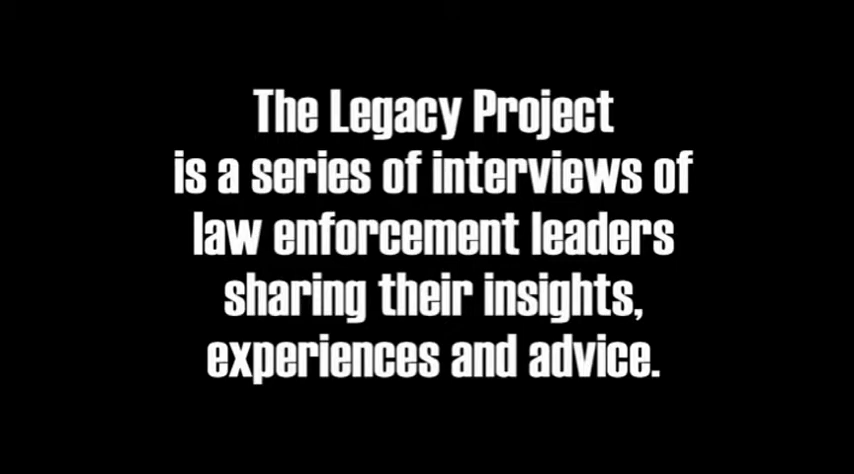 The Legacy Project
is a series of interviews of
law enforcement leaders
sharing their insights,
experiences and advice.